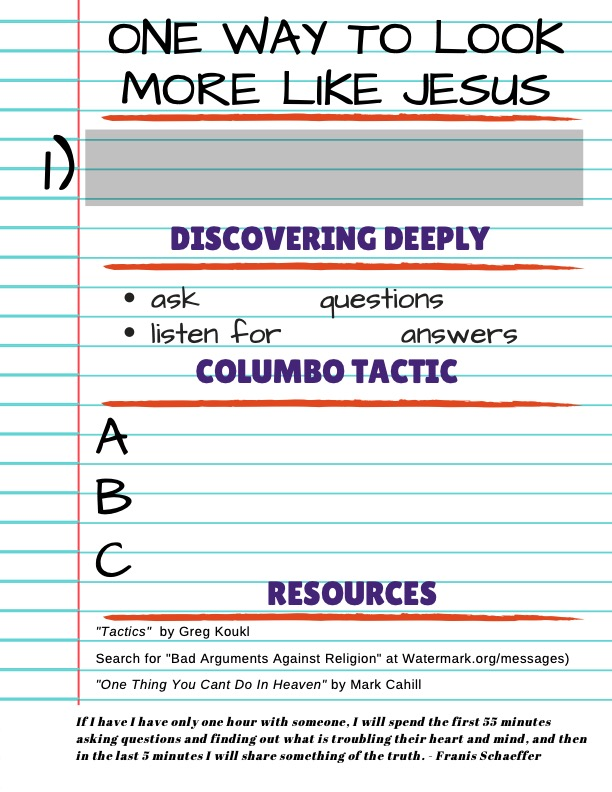 ONE WAY TO LOOK
MORE LIKE JESUS
1)
DISCOVERING DEEPLY
• ask questions
• listen for answers
COLUMBO TACTIC
A
B
C
RESOURCES
"Tactics" by Greg Koukl
Search for "Bad Arguments Against Religion" at Watermark.org/messages)
"One Thing You Cant Do In Heaven" by Mark Cahill
If I have I have only one hour with someone, I will spend the first 55 minutes
asking questions and finding out what is troubling their heart and mind, and then
in the last 5 minutes I will share something of the truth. - Franis Schaeffer